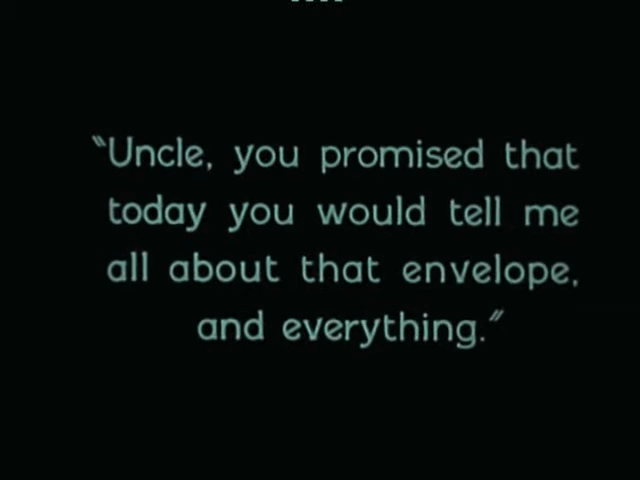 "Uncle, you promised that
today you would tell me
all about that envelope,
and everything."